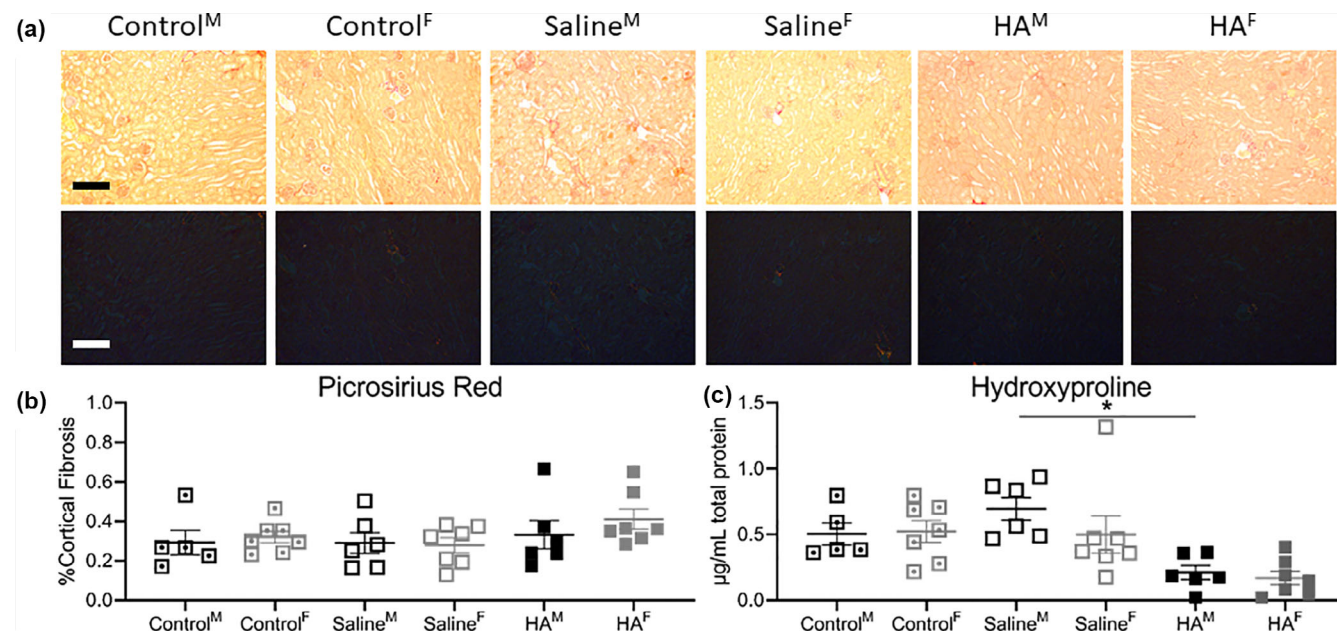 (a) Control^M Control^F Saline^M Saline^F HA^M HA^F
(b) Picrosirius Red
%Cortical Fibrosis
1.0
0.8
0.6
0.4
0.2
0.0
Control^M Control^F Saline^M Saline^F HA^M HA^F
(c) Hydroxyproline
*
µg/mL total protein
1.5
1.0
0.5
0.0
Control^M Control^F Saline^M Saline^F HA^M HA^F